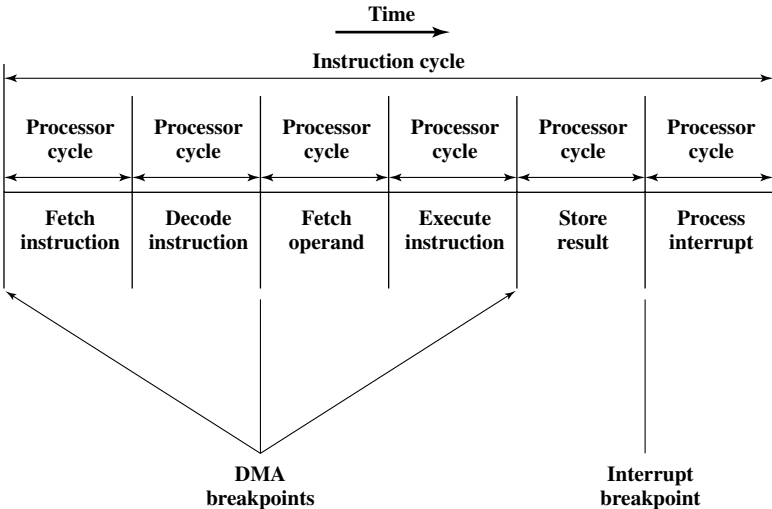 Time
Instruction cycle
Processor cycle
Processor cycle
Processor cycle
Processor cycle
Processor cycle
Processor cycle
Fetch instruction
Decode instruction
Fetch operand
Execute instruction
Store result
Process interrupt
DMA breakpoints
Interrupt breakpoint